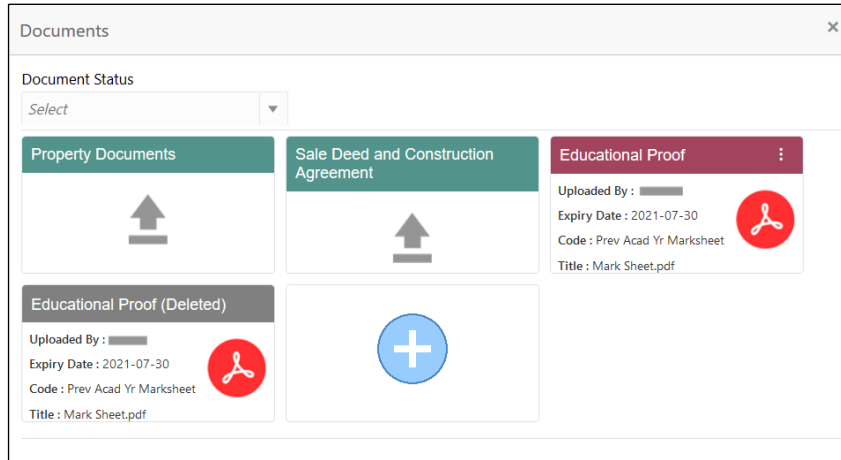 Documents
Document Status
Select
Property Documents
Sale Deed and Construction
Agreement
Educational Proof
Uploaded By :
Expiry Date : 2021-07-30
Code : Prev Acad Yr Marksheet
Title : Mark Sheet.pdf
Educational Proof (Deleted)
Uploaded By :
Expiry Date : 2021-07-30
Code : Prev Acad Yr Marksheet
Title : Mark Sheet.pdf